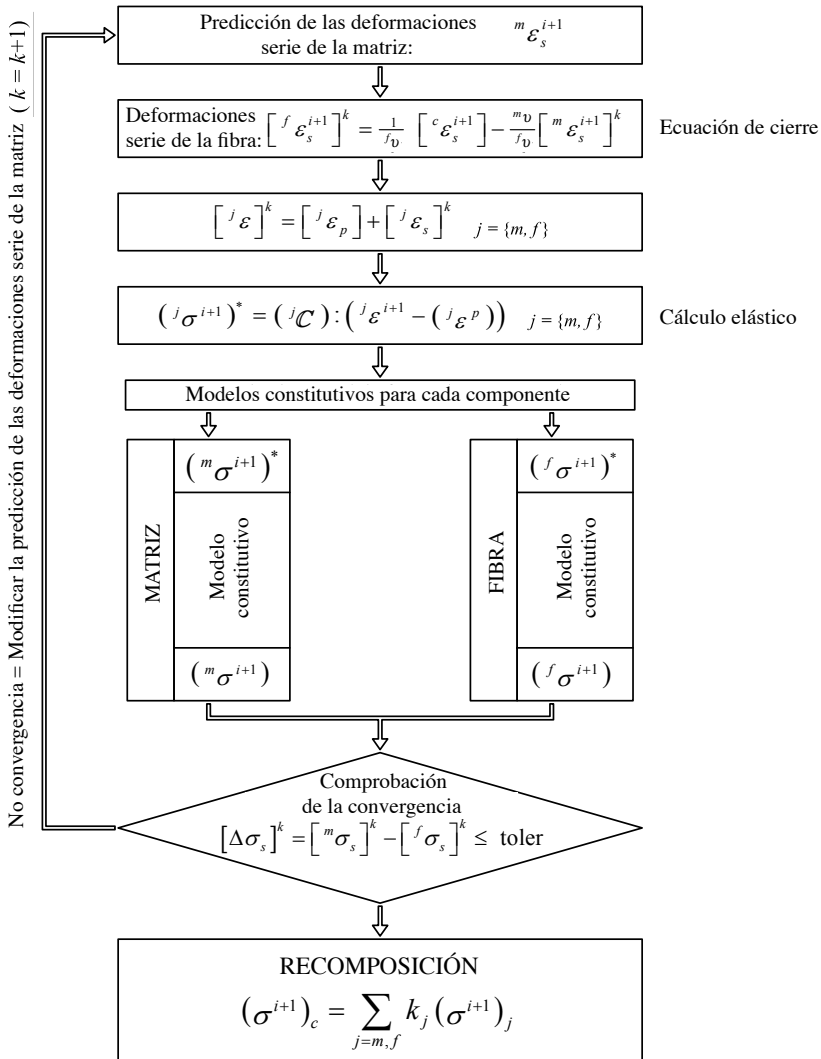 Predicción de las deformaciones
serie de la matriz: ᵐε_s^{i+1}
Deformaciones
serie de la fibra: [ᶠε_s^{i+1}]^k = 1/ᶠυ [ᶜε_s^{i+1}] − ᵐυ/ᶠυ [ᵐε_s^{i+1}]^k
Ecuación de cierre
[ʲε]^k = [ʲε_p] + [ʲε_s]^k j = {m, f}
(ʲσ^{i+1})^* = (ʲC) : (ʲε^{i+1} − (ʲε^p)) j = {m, f}
Cálculo elástico
Modelos constitutivos para cada componente
MATRIZ
(ᵐσ^{i+1})^*
Modelo
constitutivo
(ᵐσ^{i+1})
FIBRA
(ᶠσ^{i+1})^*
Modelo
constitutivo
(ᶠσ^{i+1})
Comprobación
de la convergencia
[Δσ_s]^k = [ᵐσ_s]^k − [ᶠσ_s]^k ≤ toler
No convergencia = Modificar la predicción de las deformaciones serie de la matriz ( k = k+1)
RECOMPOSICIÓN
(σ^{i+1})_c = ∑_{j=m,f} k_j (σ^{i+1})_j